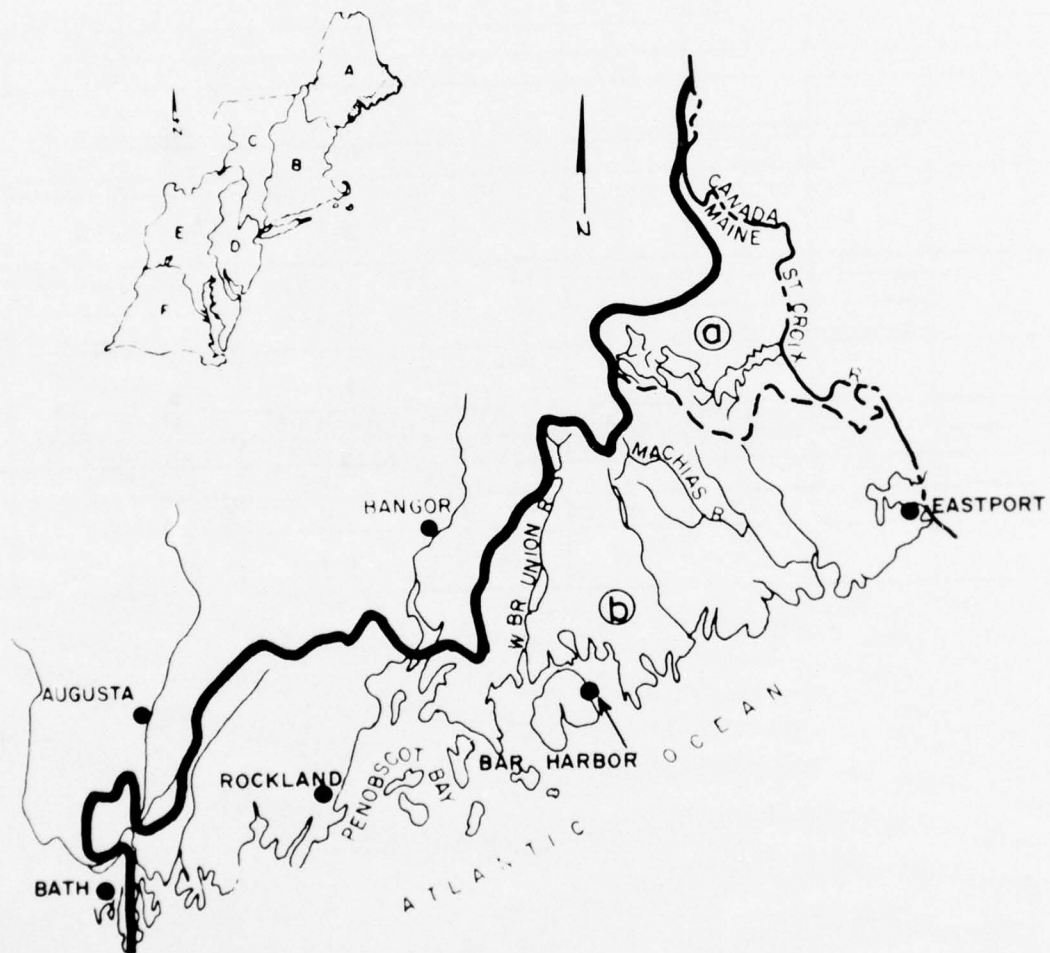 A
B
C
D
E
F
N
CANADA
MAINE
ST CROIX
R
a
MACHIAS R
EASTPORT
BANGOR
W BR UNION R
b
AUGUSTA
ROCKLAND
PENOBSCOT BAY
BAR HARBOR
ATLANTIC OCEAN
BATH